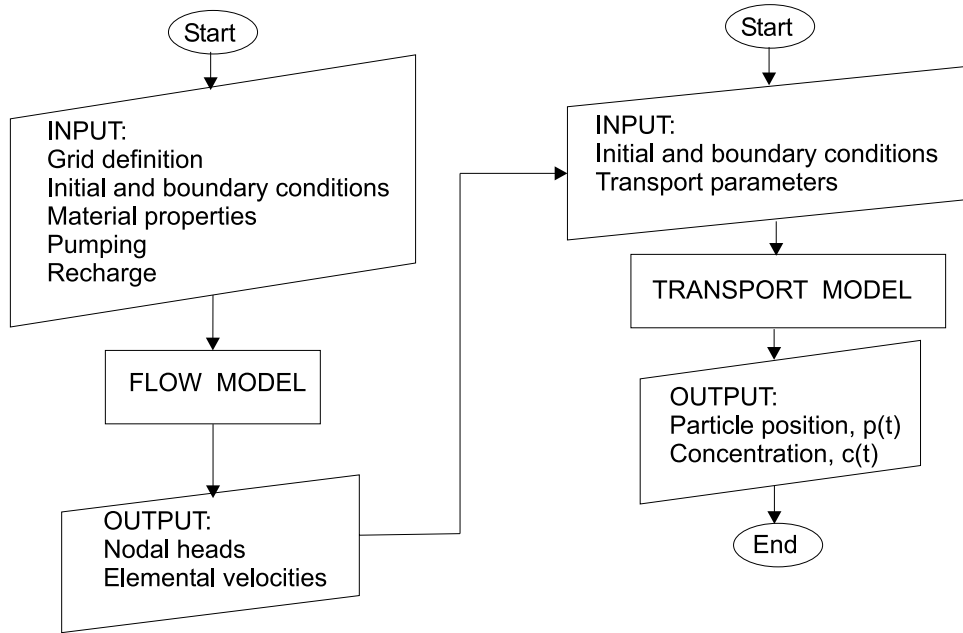 Start
INPUT:
Grid definition
Initial and boundary conditions
Material properties
Pumping
Recharge
FLOW MODEL
OUTPUT:
Nodal heads
Elemental velocities
Start
INPUT:
Initial and boundary conditions
Transport parameters
TRANSPORT MODEL
OUTPUT:
Particle position, p(t)
Concentration, c(t)
End